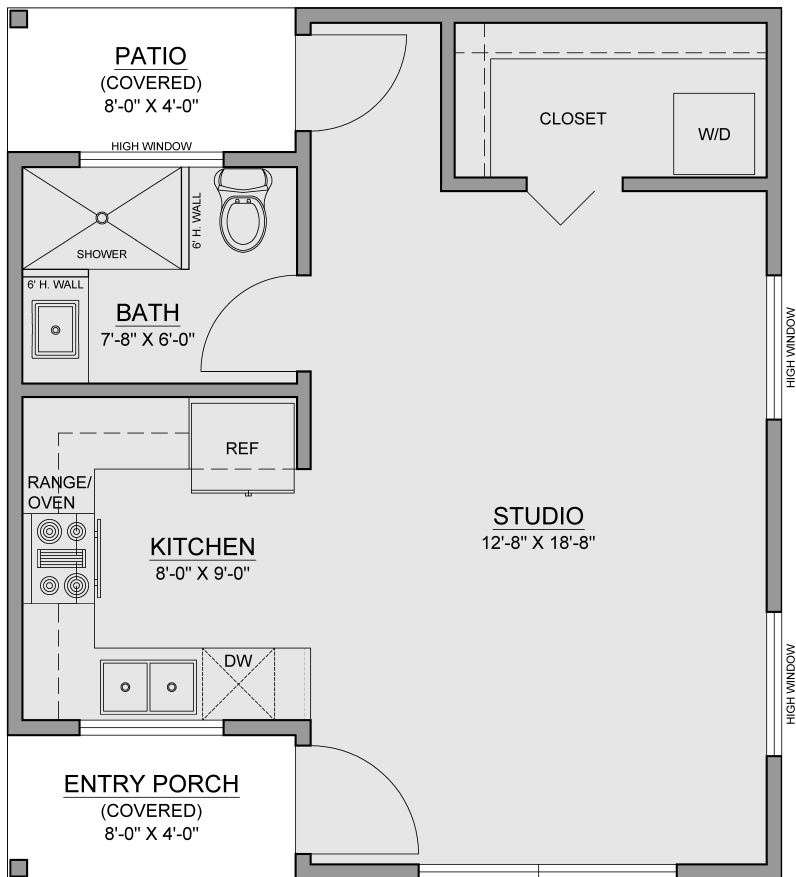 PATIO
(COVERED)
8'-0" X 4'-0"
HIGH WINDOW
CLOSET
W/D
6' H. WALL
SHOWER
6' H. WALL
BATH
7'-8" X 6'-0"
HIGH WINDOW
REF
RANGE/
OVEN
STUDIO
12'-8" X 18'-8"
KITCHEN
8'-0" X 9'-0"
DW
HIGH WINDOW
ENTRY PORCH
(COVERED)
8'-0" X 4'-0"